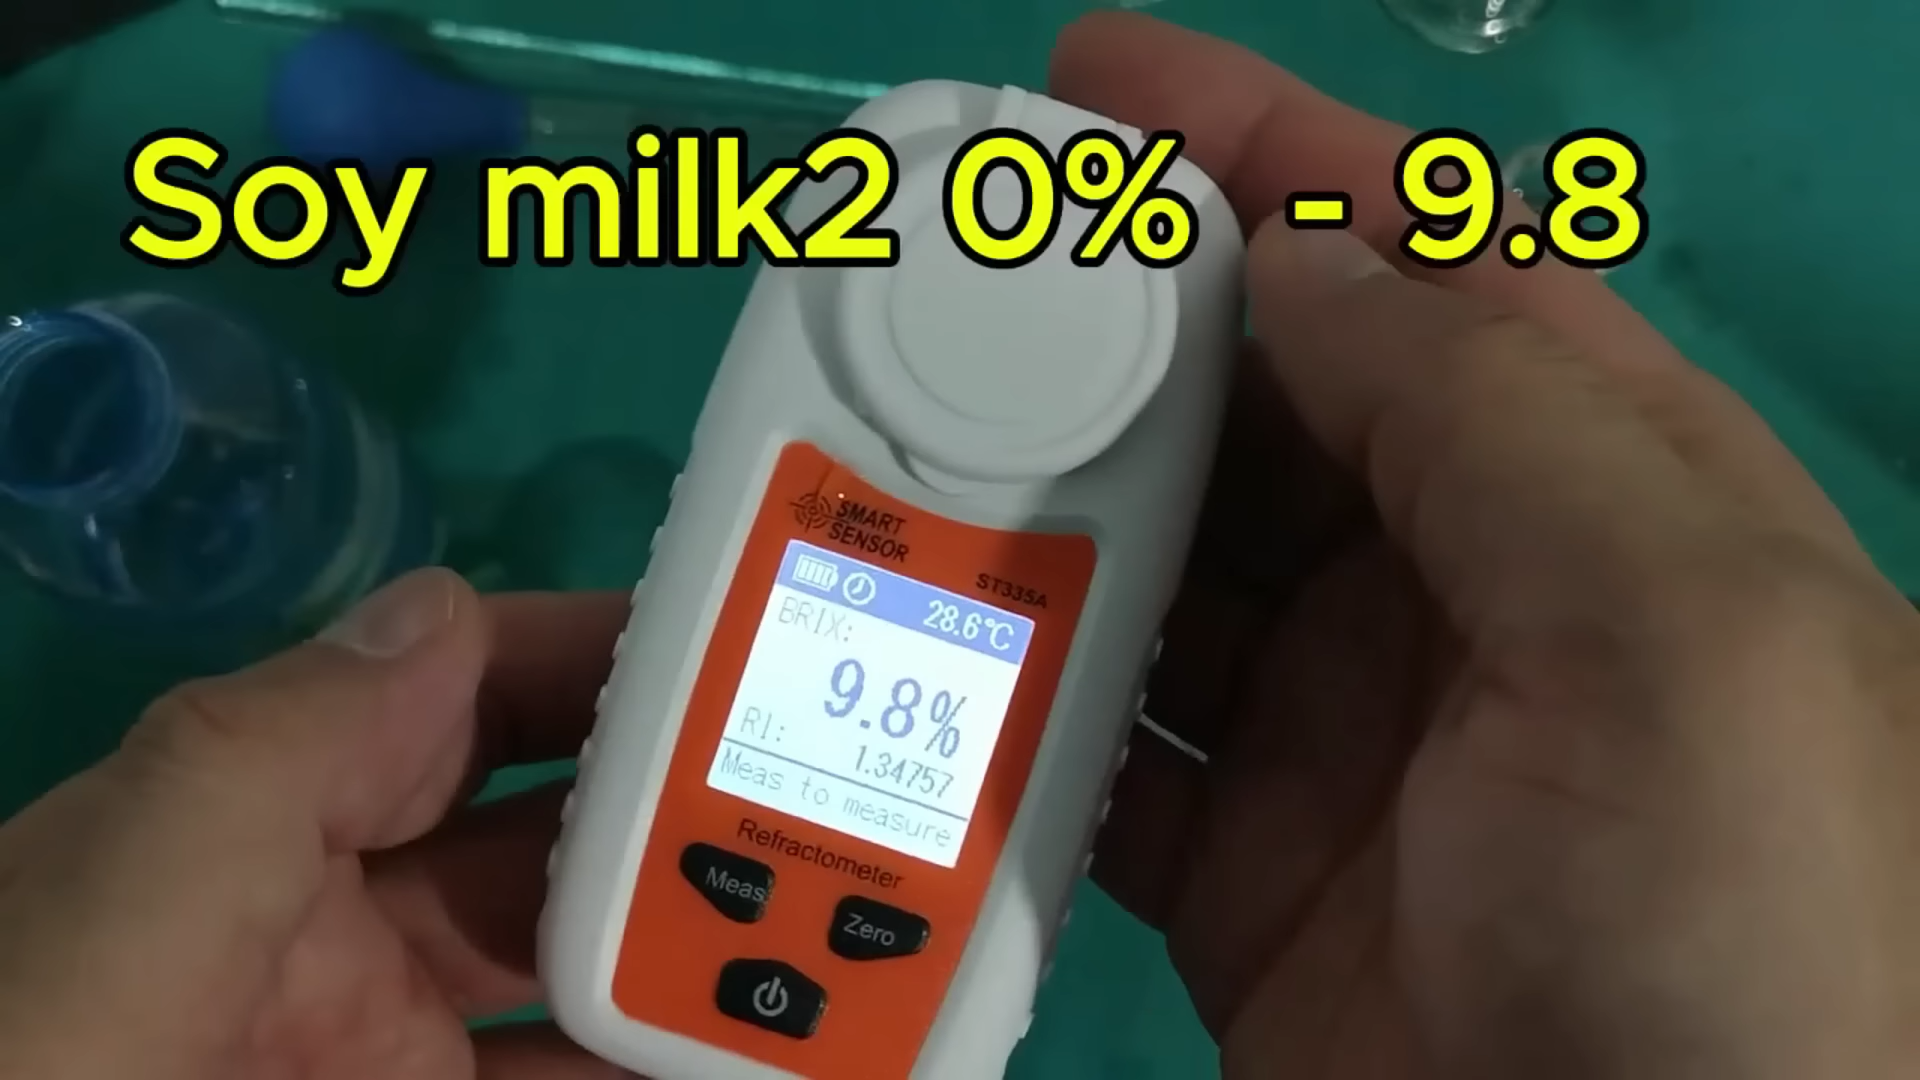 Soy milk2 0% - 9.8
SMART
SENSOR
ST335A
28.6°C
BRIX:
9.8%
RI:
1.34757
Meas to measure
Refractometer
Meas
Zero